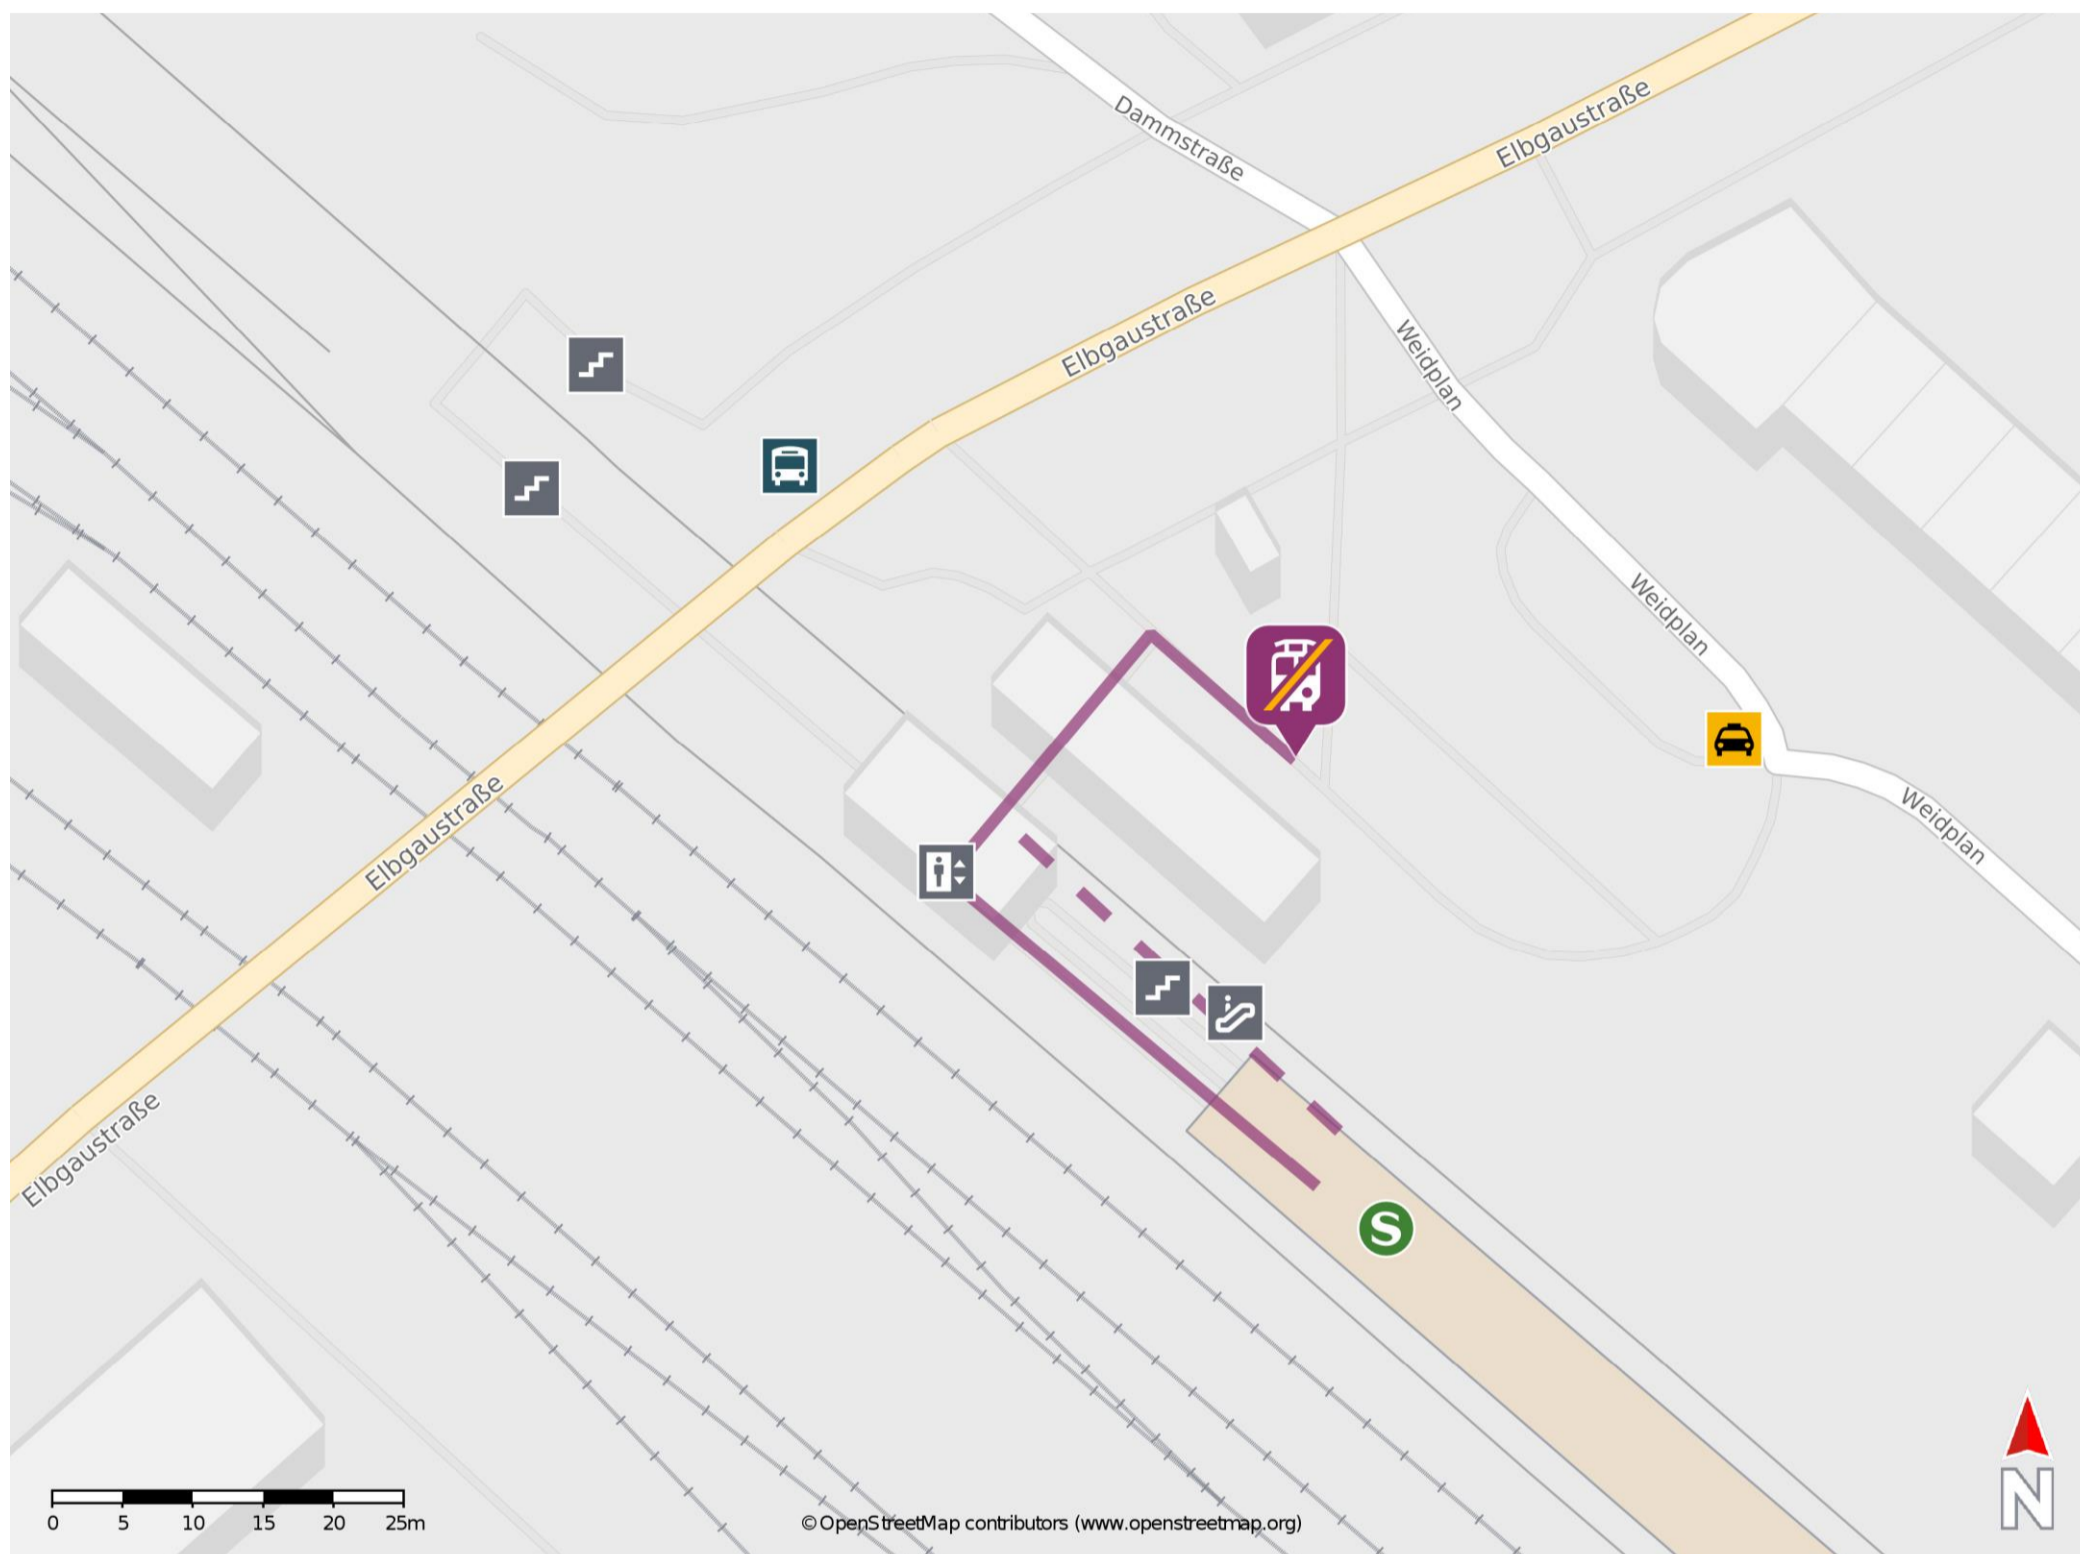 Dammstraße
Elbgaustraße
Elbgaustraße
Weidplan
Weidplan
Weidplan
Elbgaustraße
Elbgaustraße
S
0 5 10 15 20 25m
©OpenStreetMap contributors (www.openstreetmap.org)
N